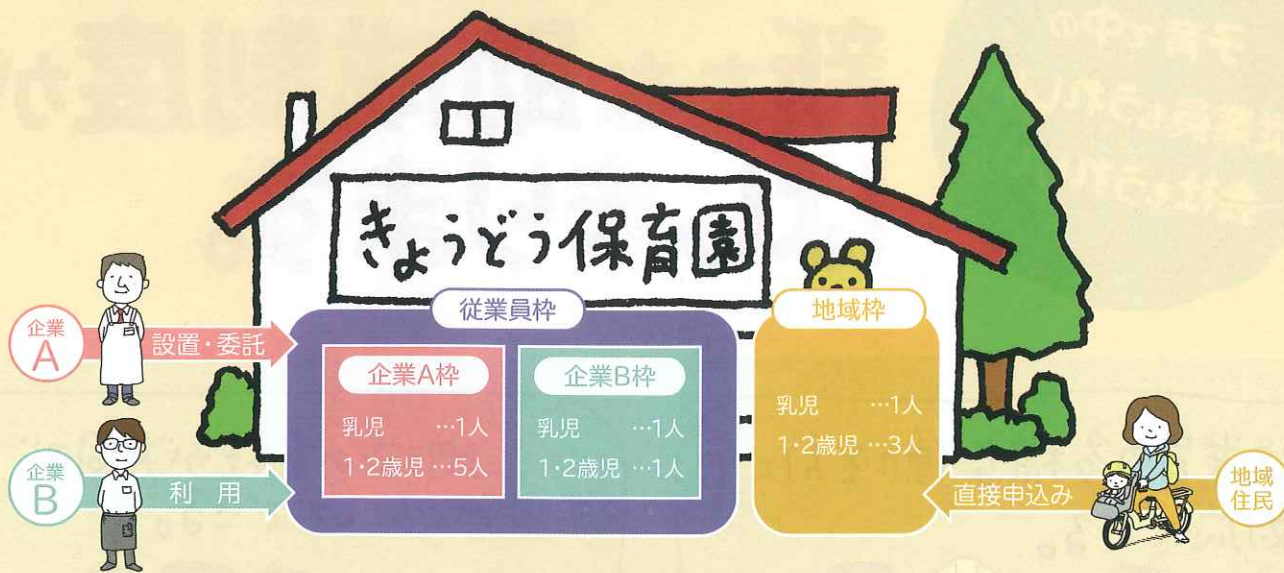 きょうどう保育園
従業員枠
地域枠
企業
A
設置・委託
企業A枠
乳児 …1人
1・2歳児 …5人
企業B枠
乳児 …1人
1・2歳児 …1人
乳児 …1人
1・2歳児 …3人
企業
B
利 用
直接申込み
地域
住民